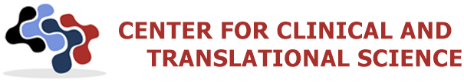 CENTER FOR CLINICAL AND
TRANSLATIONAL SCIENCE